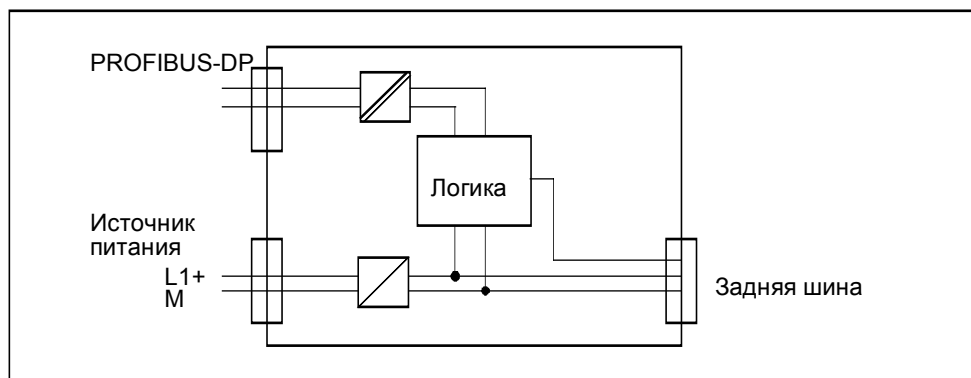 PROFIBUS-DP
Логика
Источник
питания
L1+
M
Задняя шина